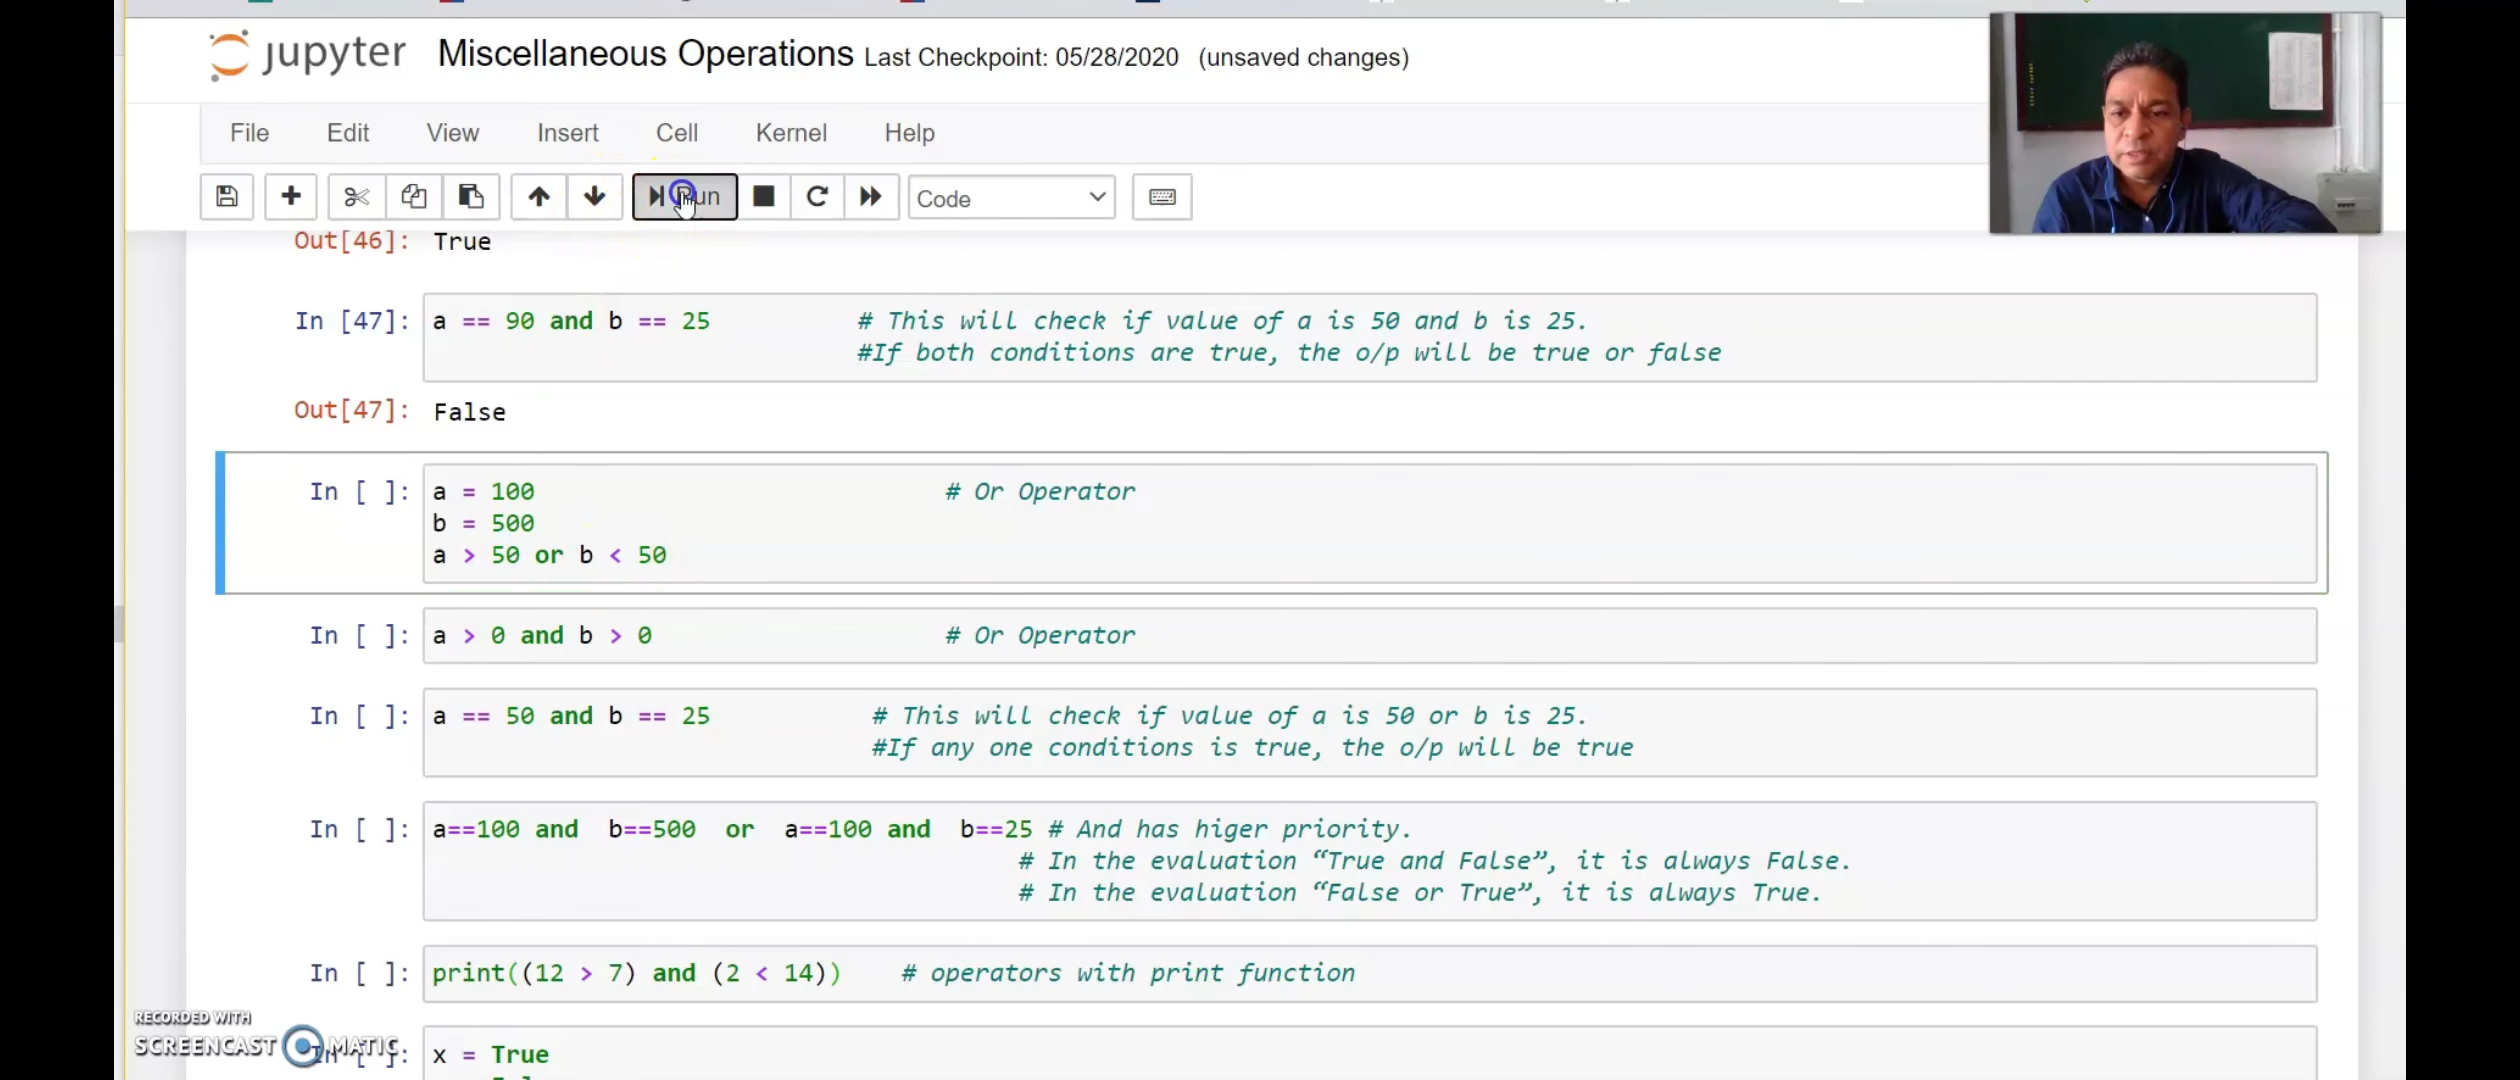 jupyter Miscellaneous Operations Last Checkpoint: 05/28/2020 (unsaved changes)
File Edit View Insert Cell Kernel Help
Run Code
Out[46]: True
In [47]: a == 90 and b == 25 # This will check if value of a is 50 and b is 25.
#If both conditions are true, the o/p will be true or false
Out[47]: False
In [ ]: a = 100 # Or Operator
b = 500
a > 50 or b < 50
In [ ]: a > 0 and b > 0 # Or Operator
In [ ]: a == 50 and b == 25 # This will check if value of a is 50 or b is 25.
#If any one conditions is true, the o/p will be true
In [ ]: a==100 and b==500 or a==100 and b==25 # And has higer priority.
# In the evaluation “True and False”, it is always False.
# In the evaluation “False or True”, it is always True.
In [ ]: print((12 > 7) and (2 < 14)) # operators with print function
RECORDED WITH
SCREENCAST MATIC
In [ ]: x = True